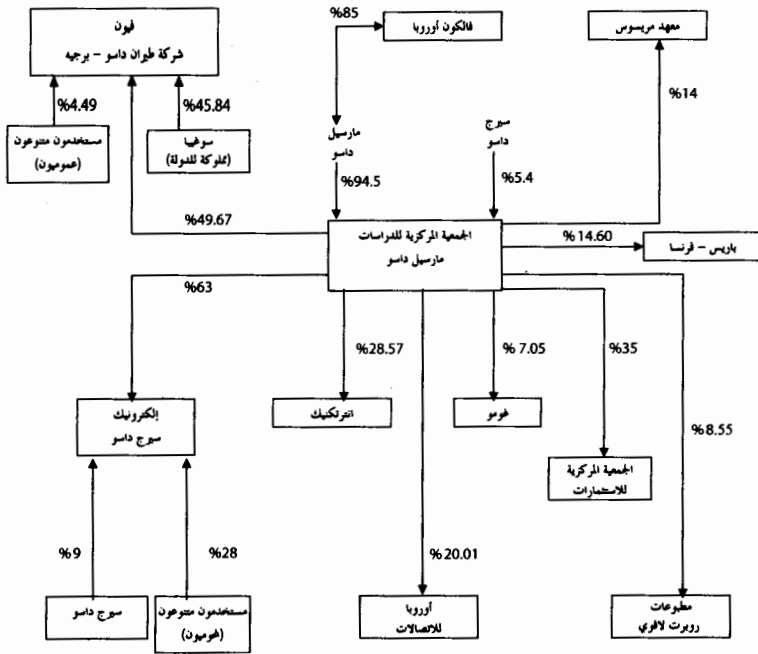 معهد مريسوس
فالكون أوروبا
%85
فيون
شركة طيران داسو – برجيه
%14
%45.84
%4.49
سوغيبا
(مملوكة للدولة)
مستخدمون متنوعون
(عموميون)
سيرج
داسو
مارسيل
داسو
%5.4
%94.5
%49.67
الجمعية المركزية للدراسات
مارسيل داسو
%14.60
باريس – فرنسا
%63
%28.57
% 7.05
%35
%8.55
إلكترونيك
سيرج داسو
انترتكنيك
غومو
الجمعية المركزية
للاستثمارات
%9
%28
%20.01
سيرج داسو
مستخدمون متنوعون
أوروبا
للاتصالات
مطبوعات
روبرت لافوي